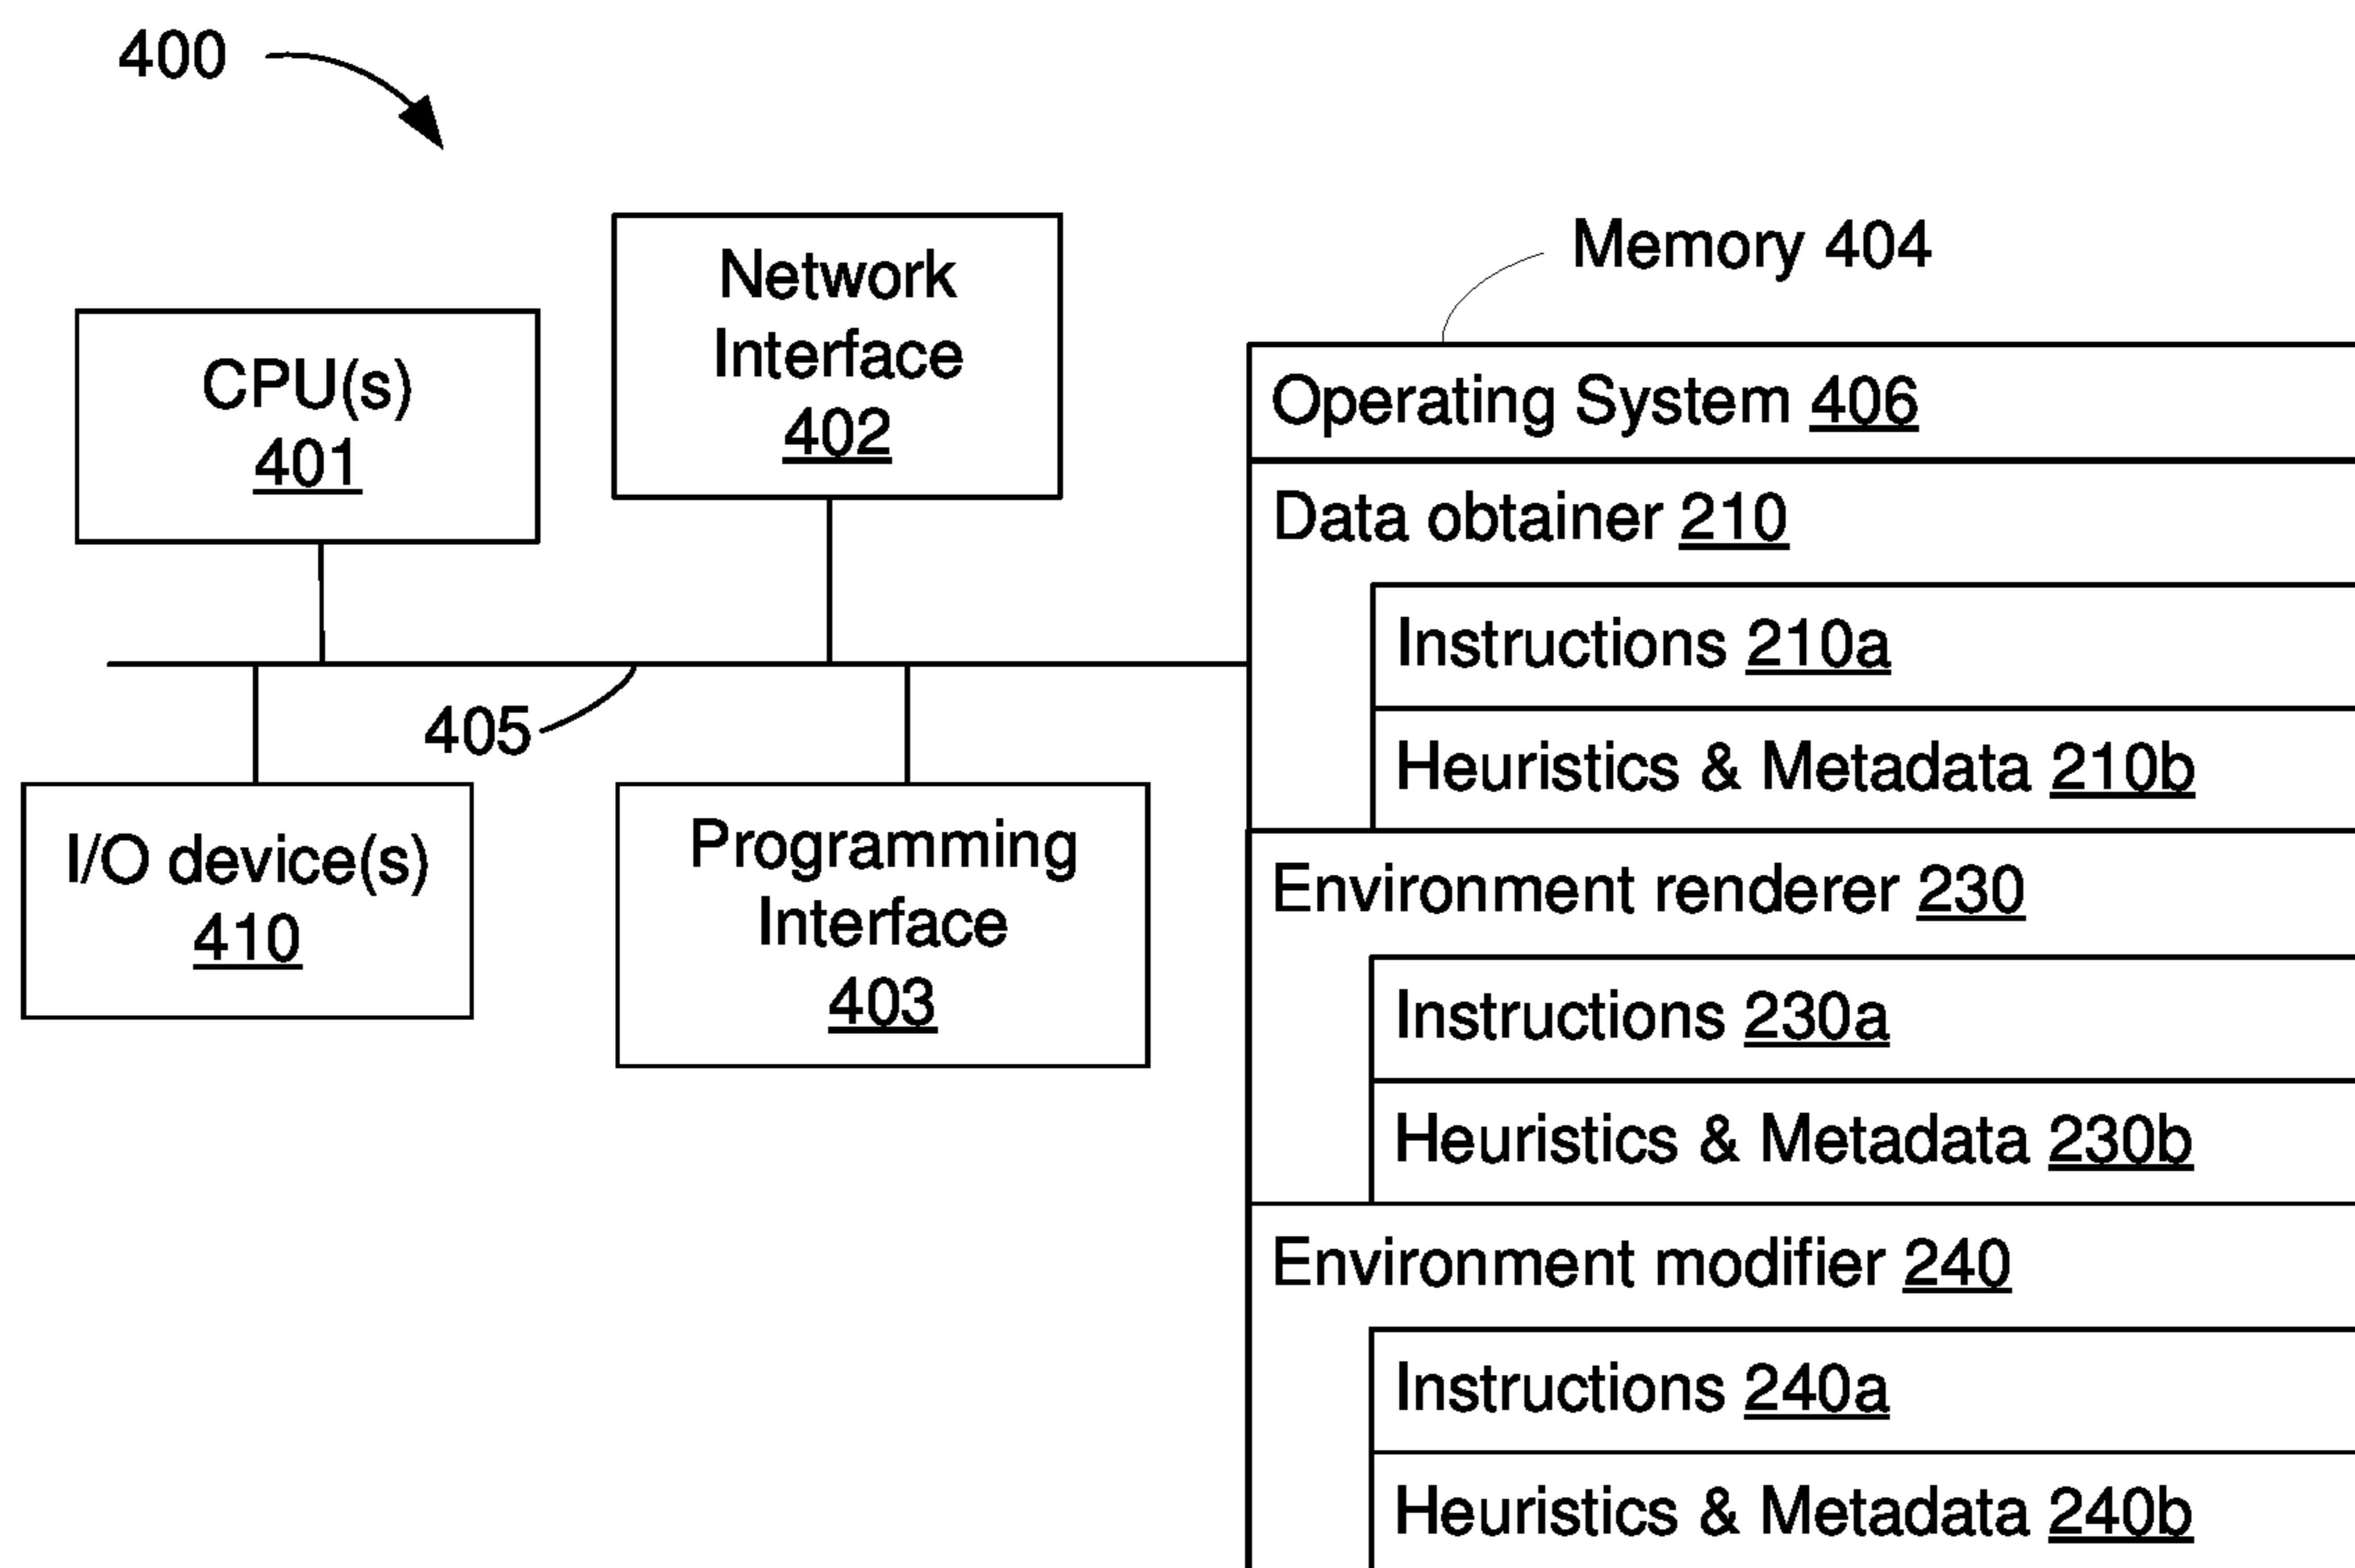 400
CPU(s)
401
Network
Interface
402
405
I/O device(s)
410
Programming
Interface
403
Memory 404
Operating System 406
Data obtainer 210
Instructions 210a
Heuristics & Metadata 210b
Environment renderer 230
Instructions 230a
Heuristics & Metadata 230b
Environment modifier 240
Instructions 240a
Heuristics & Metadata 240b